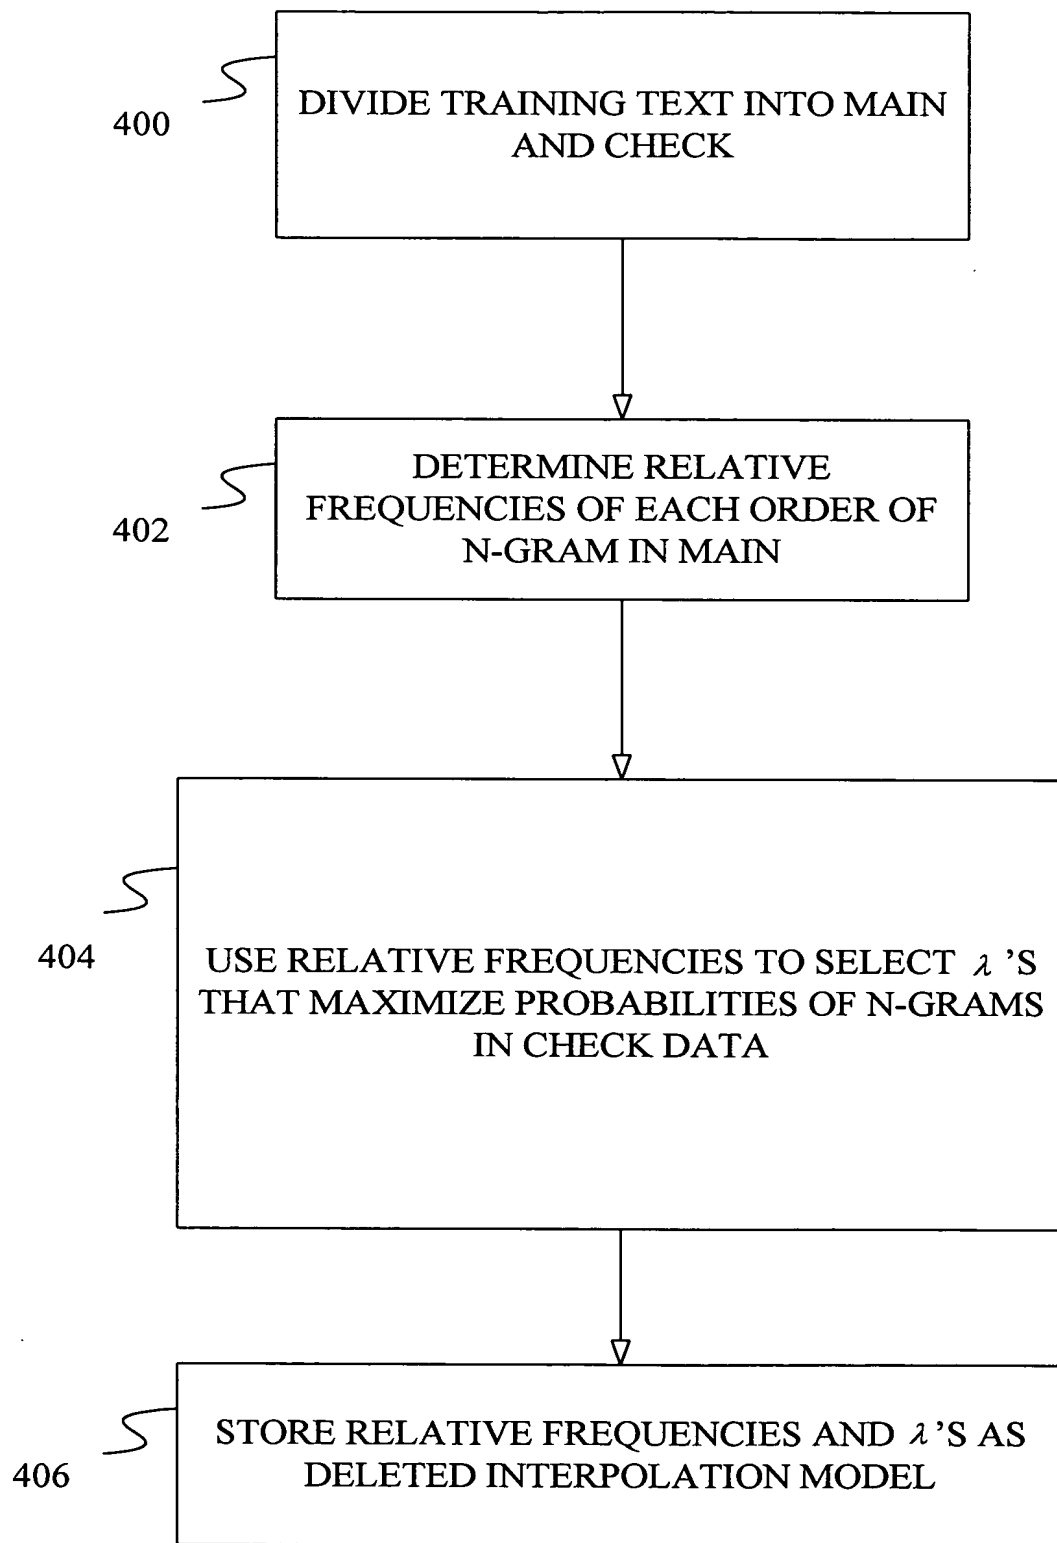 400
DIVIDE TRAINING TEXT INTO MAIN
AND CHECK
402
DETERMINE RELATIVE
FREQUENCIES OF EACH ORDER OF
N-GRAM IN MAIN
404
USE RELATIVE FREQUENCIES TO SELECT λ'S
THAT MAXIMIZE PROBABILITIES OF N-GRAMS
IN CHECK DATA
406
STORE RELATIVE FREQUENCIES AND λ'S AS
DELETED INTERPOLATION MODEL